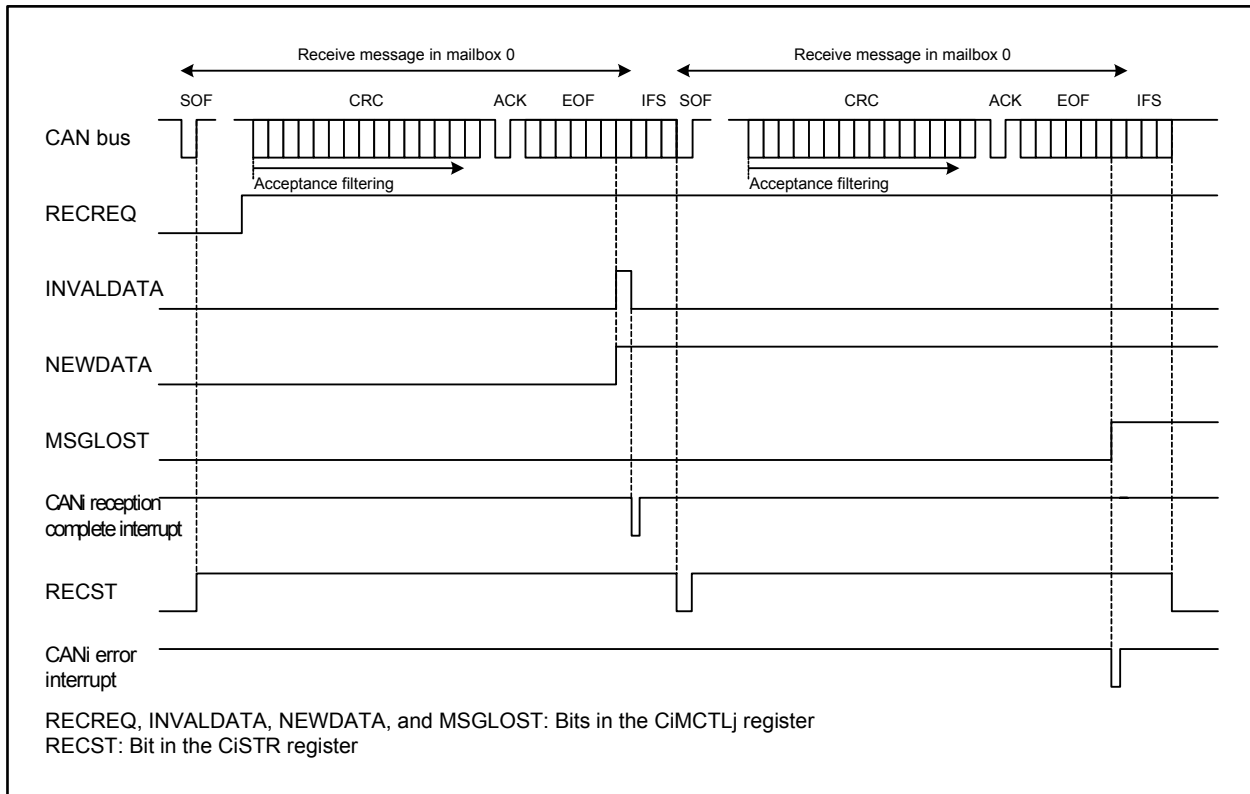 Receive message in mailbox 0 Receive message in mailbox 0
SOF CRC ACK EOF IFS SOF CRC ACK EOF IFS
CAN bus
Acceptance filtering Acceptance filtering
RECREQ
INVALDATA
NEWDATA
MSGLOST
CANi reception
complete interrupt
RECST
CANi error
interrupt
RECREQ, INVALDATA, NEWDATA, and MSGLOST: Bits in the CiMCTLj register
RECST: Bit in the CiSTR register